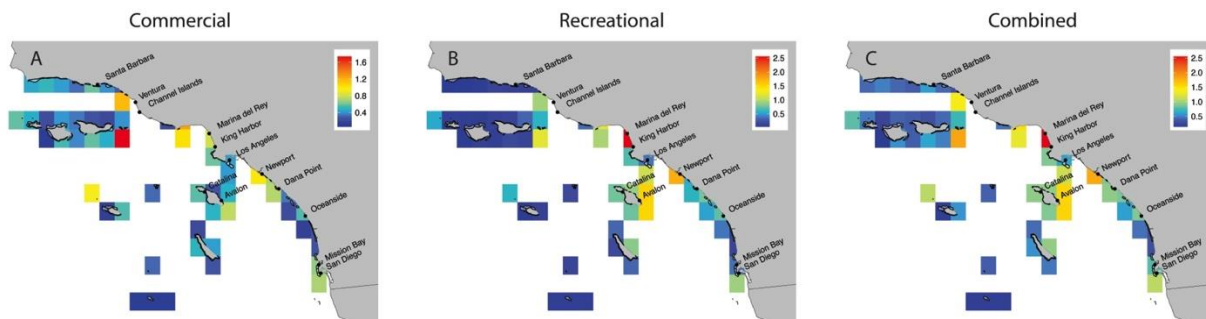 Commercial
Recreational
Combined
A
Santa Barbara
Ventura
Channel Islands
Marina del Rey
King Harbor
Los Angeles
Newport
Catalina
Dana Point
Avalon
Oceanside
Mission Bay
San Diego
1.6
1.2
0.8
0.4
B
Santa Barbara
Ventura
Channel Islands
Marina del Rey
King Harbor
Los Angeles
Newport
Catalina
Dana Point
Avalon
Oceanside
Mission Bay
San Diego
2.5
2.0
1.5
1.0
0.5
C
Santa Barbara
Ventura
Channel Islands
Marina del Rey
King Harbor
Los Angeles
Newport
Catalina
Dana Point
Avalon
Oceanside
Mission Bay
San Diego
2.5
2.0
1.5
1.0
0.5